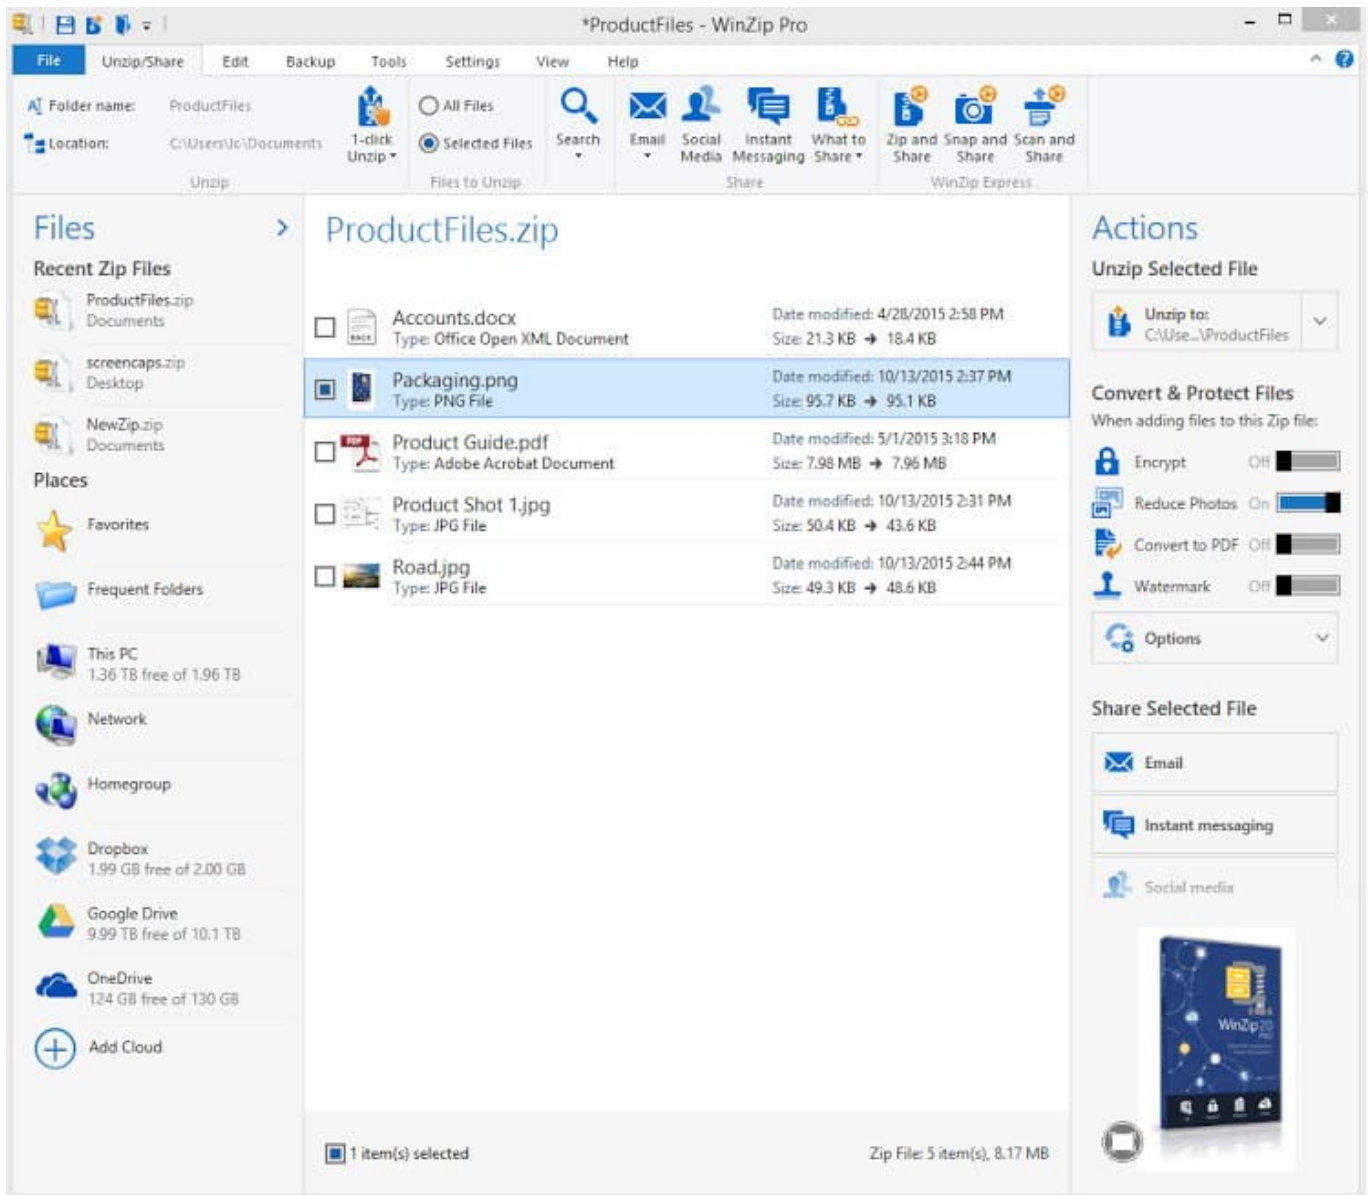 *ProductFiles - WinZip Pro
File Unzip/Share Edit Backup Tools Settings View Help
Folder name: ProductFiles
Location: C:\Users\Jc\Documents
1-click
Unzip
Unzip
All Files
Selected Files
Files to Unzip
Search
Email
Social
Media
Instant
Messaging
What to
Share
Share
Zip and
Share
Snap and
Share
Scan and
Share
WinZip Express
Files
Recent Zip Files
ProductFiles.zip
Documents
screencaps.zip
Desktop
NewZip.zip
Documents
Places
Favorites
Frequent Folders
This PC
1.36 TB free of 1.96 TB
Network
Homegroup
Dropbox
1.99 GB free of 2.00 GB
Google Drive
9.99 TB free of 10.1 TB
OneDrive
124 GB free of 130 GB
Add Cloud
ProductFiles.zip
Accounts.docx Date modified: 4/28/2015 2:58 PM
Type: Office Open XML Document Size: 21.3 KB → 18.4 KB
Packaging.png Date modified: 10/13/2015 2:37 PM
Type: PNG File Size: 95.7 KB → 95.1 KB
Product Guide.pdf Date modified: 5/1/2015 3:18 PM
Type: Adobe Acrobat Document Size: 7.98 MB → 7.96 MB
Product Shot 1.jpg Date modified: 10/13/2015 2:31 PM
Type: JPG File Size: 50.4 KB → 43.6 KB
Road.jpg Date modified: 10/13/2015 2:44 PM
Type: JPG File Size: 49.3 KB → 48.6 KB
1 item(s) selected Zip File: 5 item(s), 8.17 MB
Actions
Unzip Selected File
Unzip to:
C:\Use...\ProductFiles
Convert & Protect Files
When adding files to this Zip file:
Encrypt Off
Reduce Photos On
Convert to PDF Off
Watermark Off
Options
Share Selected File
Email
Instant messaging
Social media
WinZip 20
PRO